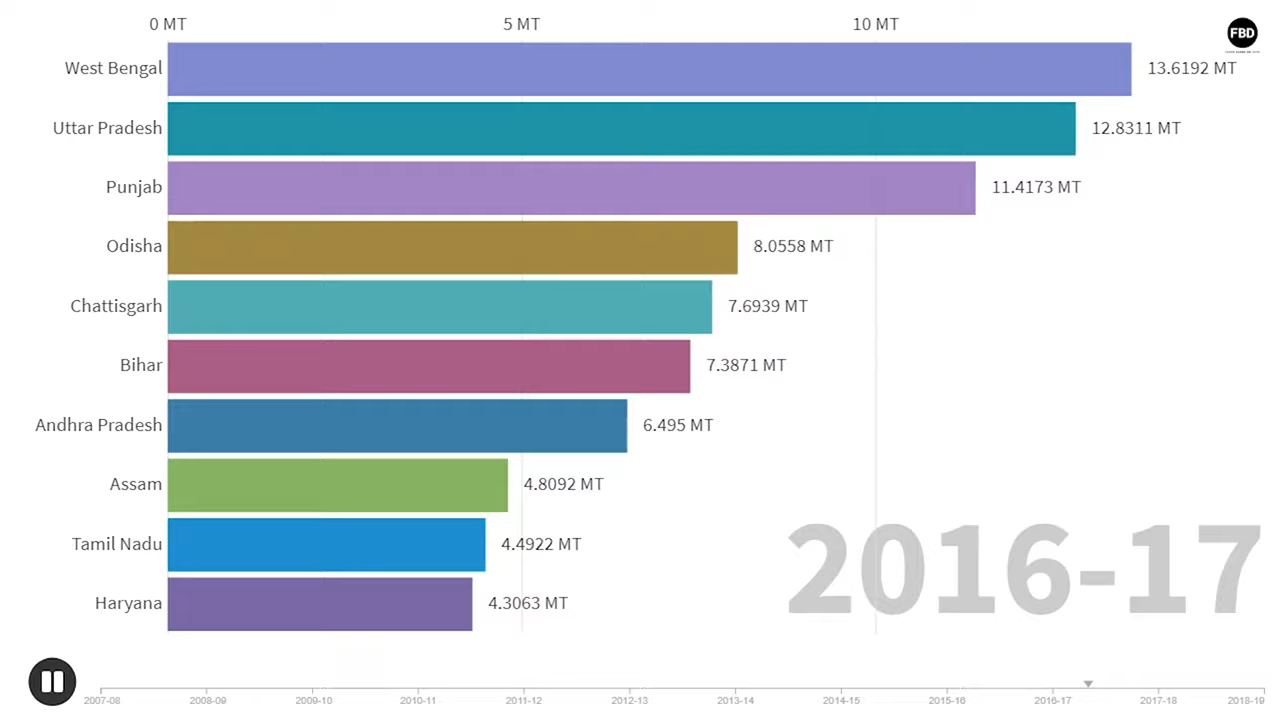 0 MT 5 MT 10 MT
FBD
West Bengal 13.6192 MT
Uttar Pradesh 12.8311 MT
Punjab 11.4173 MT
Odisha 8.0558 MT
Chattisgarh 7.6939 MT
Bihar 7.3871 MT
Andhra Pradesh 6.495 MT
Assam 4.8092 MT
Tamil Nadu 4.4922 MT
Haryana 4.3063 MT
2016-17
2007-08 2008-09 2009-10 2010-11 2011-12 2012-13 2013-14 2014-15 2015-16 2016-17 2017-18 2018-19